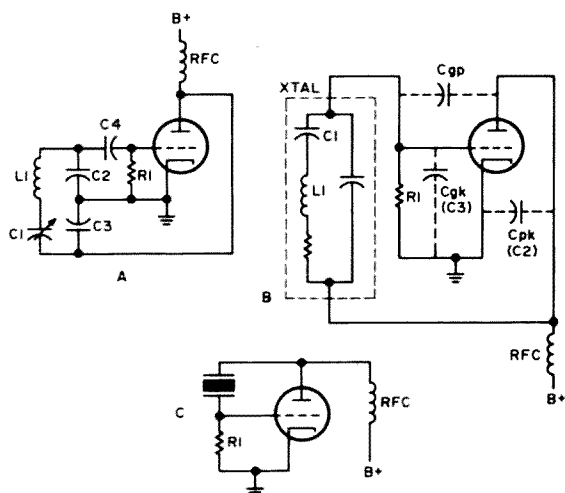 B+
RFC
C4
L1
C2
R1
C1
C3
A
XTAL
Cgp
C1
L1
R1
Cgk
(C3)
Cpk
(C2)
B
RFC
B+
C
R1
RFC
B+